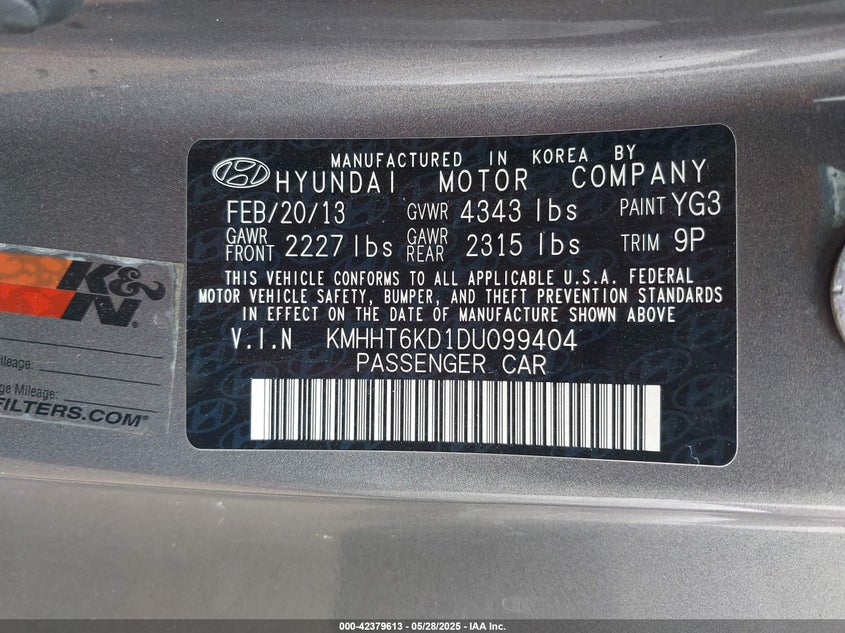 MANUFACTURED IN KOREA BY
HYUNDAI MOTOR COMPANY
FEB/20/13 GVWR 4343 lbs PAINT YG3
GAWR FRONT 2227 lbs GAWR REAR 2315 lbs TRIM 9P
THIS VEHICLE CONFORMS TO ALL APPLICABLE U.S.A. FEDERAL
MOTOR VEHICLE SAFETY, BUMPER, AND THEFT PREVENTION STANDARDS
IN EFFECT ON THE DATE OF MANUFACTURE SHOWN ABOVE
V.I.N KMHHT6KD1DU099404
PASSENGER CAR
K&N
Mileage:
ge Mileage:
FILTERS.COM®
000-42379613 - 05/28/2025 - IAA Inc.